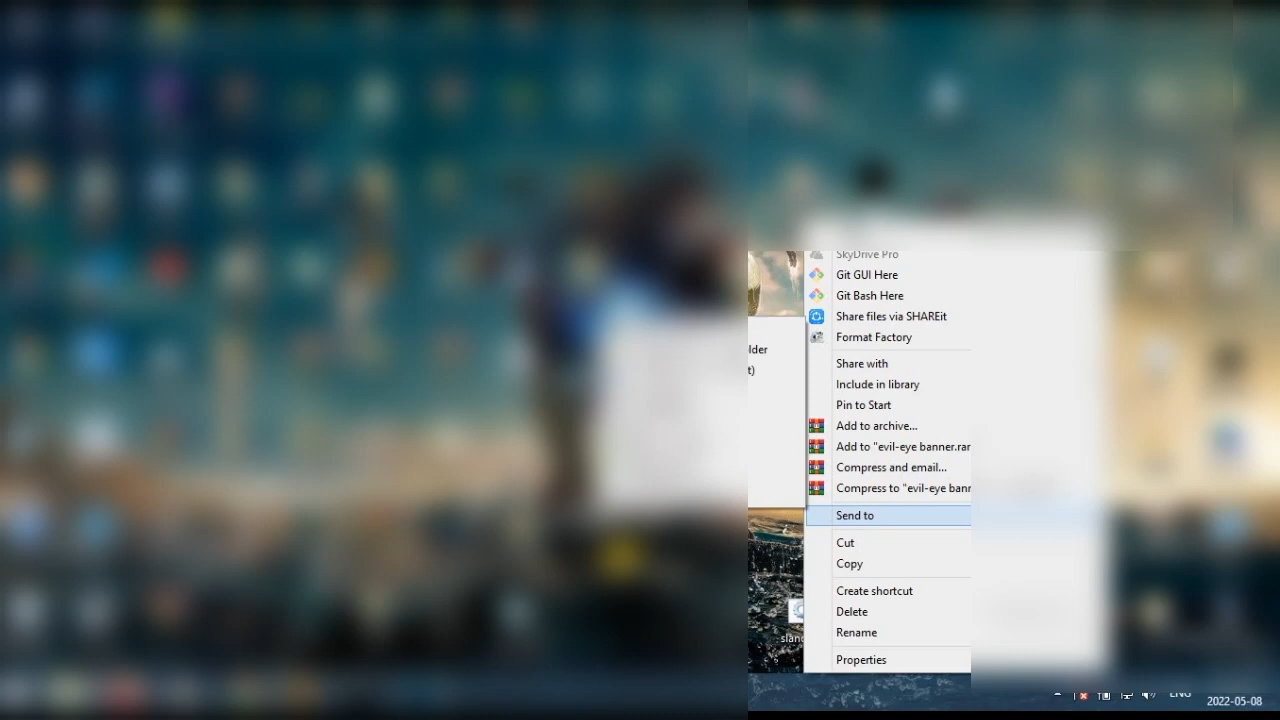 SkyDrive Pro
Git GUI Here
Git Bash Here
Share files via SHAREit
Format Factory
lder
t)
Share with
Include in library
Pin to Start
Add to archive...
Add to "evil-eye banner.rar
Compress and email...
Compress to "evil-eye bann
Send to
Cut
Copy
Create shortcut
Delete
Rename
Properties
slanc
ENG
2022-05-08